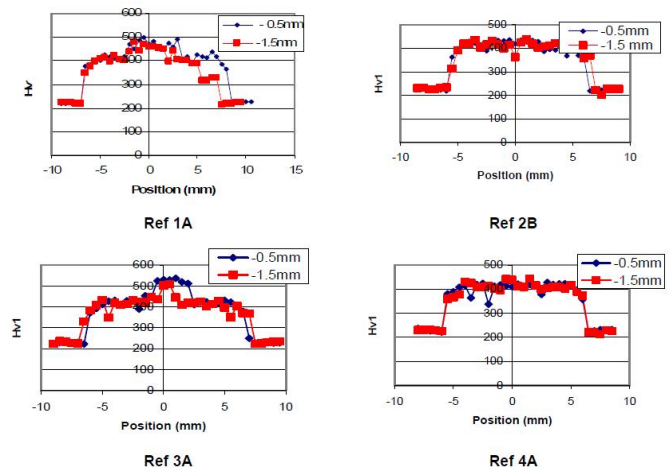 600
500
400
300
200
100
0
-10 -5 0 5 10 15
Hv
Position (mm)
- 0.5mm
-1.5mm
Ref 1A
500
400
300
200
100
0
-10 -5 0 5 10
Hv1
Position (mm)
-0.5mm
-1.5 mm
Ref 2B
600
500
400
300
200
100
0
-10 -5 0 5 10
Hv1
Position (mm)
-0.5mm
-1.5mm
Ref 3A
500
400
300
200
100
0
-10 -5 0 5 10
Hv1
Position (mm)
-0.5mm
-1.5mm
Ref 4A